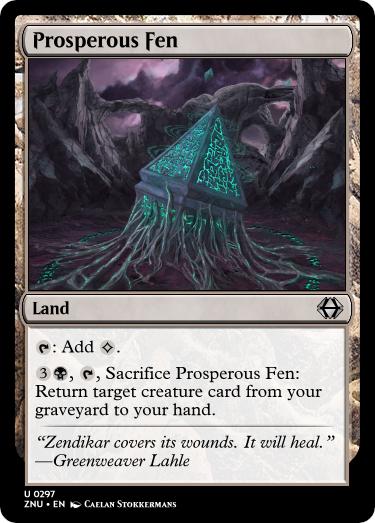 Prosperous Fen
Land
: Add .
3, , Sacrifice Prosperous Fen:
Return target creature card from your
graveyard to your hand.
“Zendikar covers its wounds. It will heal.”
—Greenweaver Lahle
U 0297
ZNU • EN Caelan Stokkermans